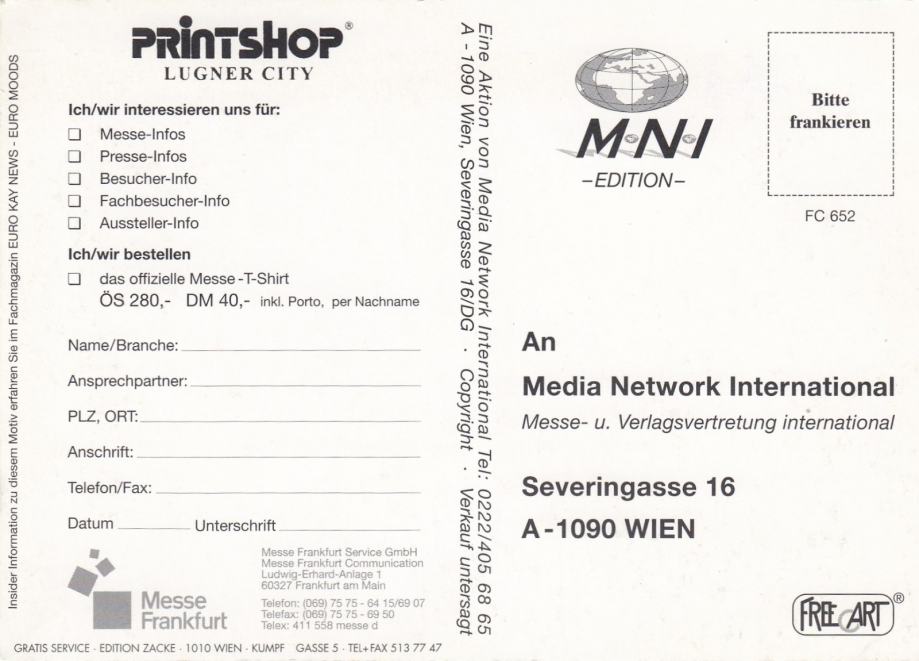 PRINTSHOP®
LUGNER CITY
Ich/wir interessieren uns für:
❏ Messe-Infos
❏ Presse-Infos
❏ Besucher-Info
❏ Fachbesucher-Info
❏ Aussteller-Info
Ich/wir bestellen
❏ das offizielle Messe-T-Shirt
ÖS 280,- DM 40,- inkl. Porto, per Nachname
Name/Branche:
Ansprechpartner:
PLZ, ORT:
Anschrift:
Telefon/Fax:
Datum Unterschrift
Messe
Frankfurt
Messe Frankfurt Service GmbH
Messe Frankfurt Communication
Ludwig-Erhard-Anlage 1
60327 Frankfurt am Main
Telefon: (069) 75 75 - 64 15/69 07
Telefax: (069) 75 75 - 69 50
Telex: 411 558 messe d
GRATIS SERVICE · EDITION ZACKE · 1010 WIEN · KUMPF GASSE 5 · TEL+FAX 513 77 47
Insider Information zu diesem Motiv erfahren Sie im Fachmagazin EURO KAY NEWS - EURO MOODS
Eine Aktion von Media Network International Tel: 0222/405 68 65
A - 1090 Wien, Severingasse 16/DG · Copyright · Verkauf untersagt
M·N·I
–EDITION–
Bitte
frankieren
FC 652
An
Media Network International
Messe- u. Verlagsvertretung international
Severingasse 16
A-1090 WIEN
FREECART®